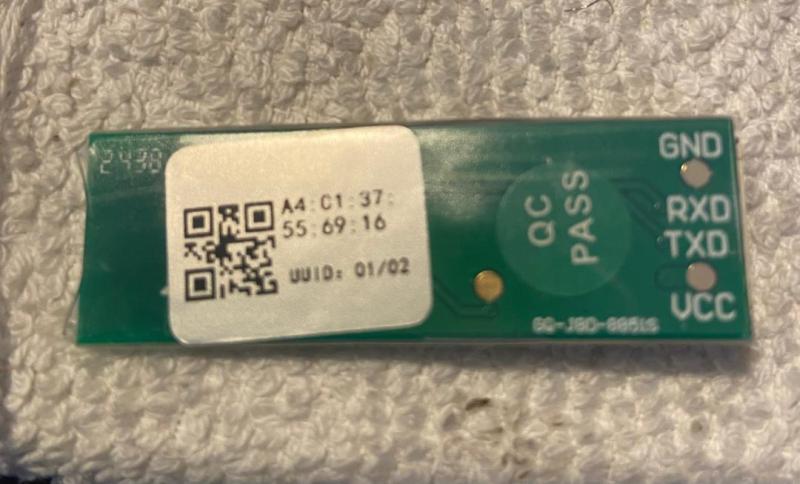 2438
A4:C1:37:
55:69:16
UUID: 01/02
QC
PASS
GND
RXD
TXD
VCC